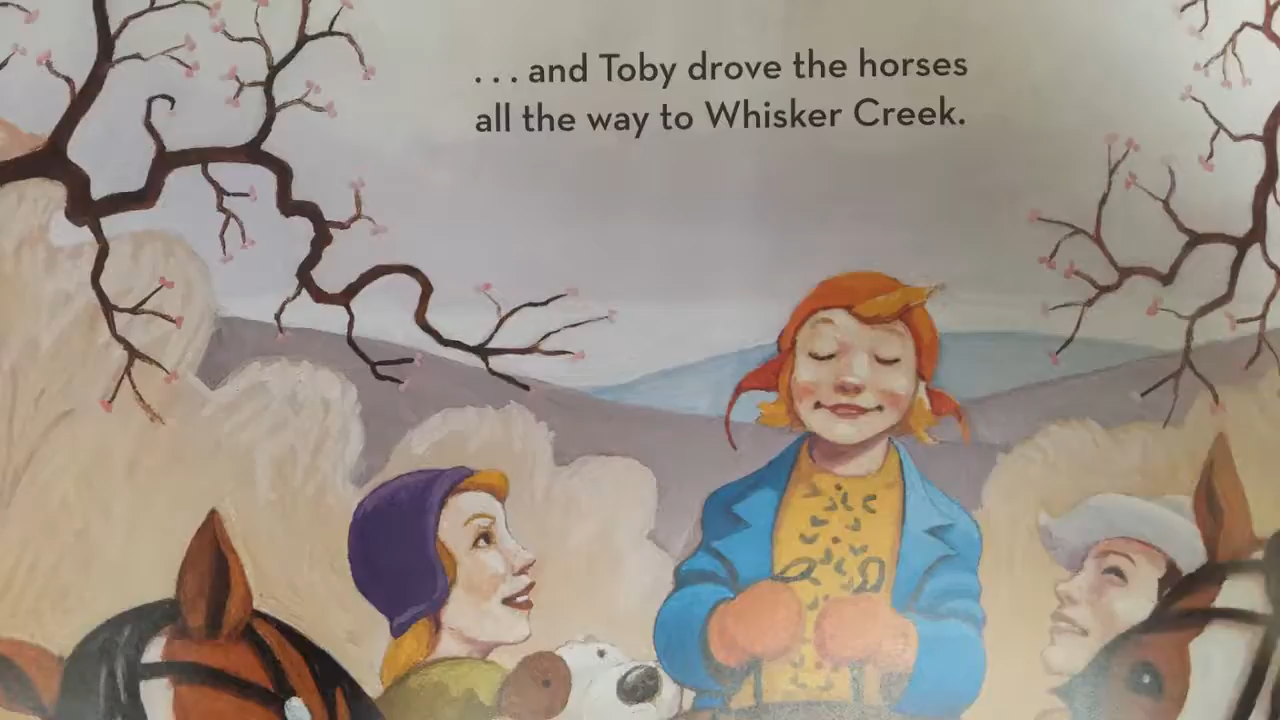 . . . and Toby drove the horses
all the way to Whisker Creek.